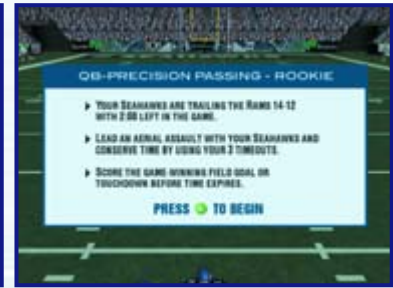 QB-PRECISION PASSING - ROOKIE
YOUR SEAHAWKS ARE TRAILING THE RAMS 14-12
WITH 2:00 LEFT IN THE GAME.
LEAD AN AERIAL ASSAULT WITH YOUR SEAHAWKS AND
CONSERVE TIME BY USING YOUR 3 TIMEOUTS.
SCORE THE GAME-WINNING FIELD GOAL OR
TOUCHDOWN BEFORE TIME EXPIRES.
PRESS TO BEGIN